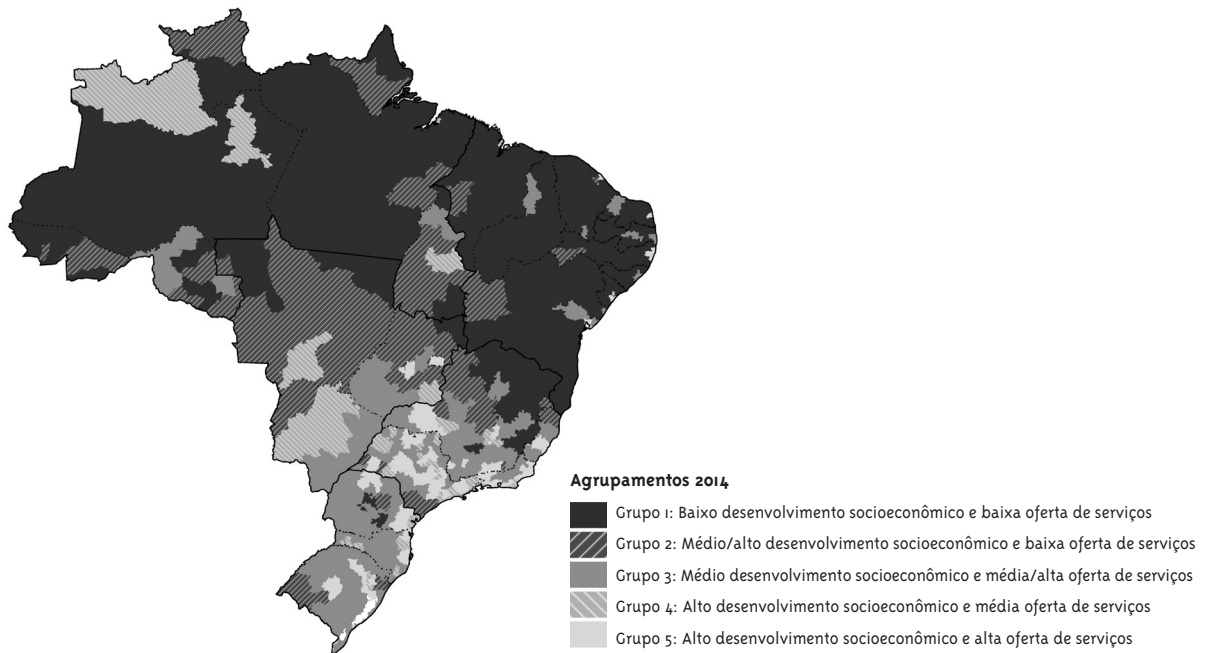 Agrupamentos 2014
Grupo 1: Baixo desenvolvimento socioeconômico e baixa oferta de serviços
Grupo 2: Médio/alto desenvolvimento socioeconômico e baixa oferta de serviços
Grupo 3: Médio desenvolvimento socioeconômico e média/alta oferta de serviços
Grupo 4: Alto desenvolvimento socioeconômico e média oferta de serviços
Grupo 5: Alto desenvolvimento socioeconômico e alta oferta de serviços